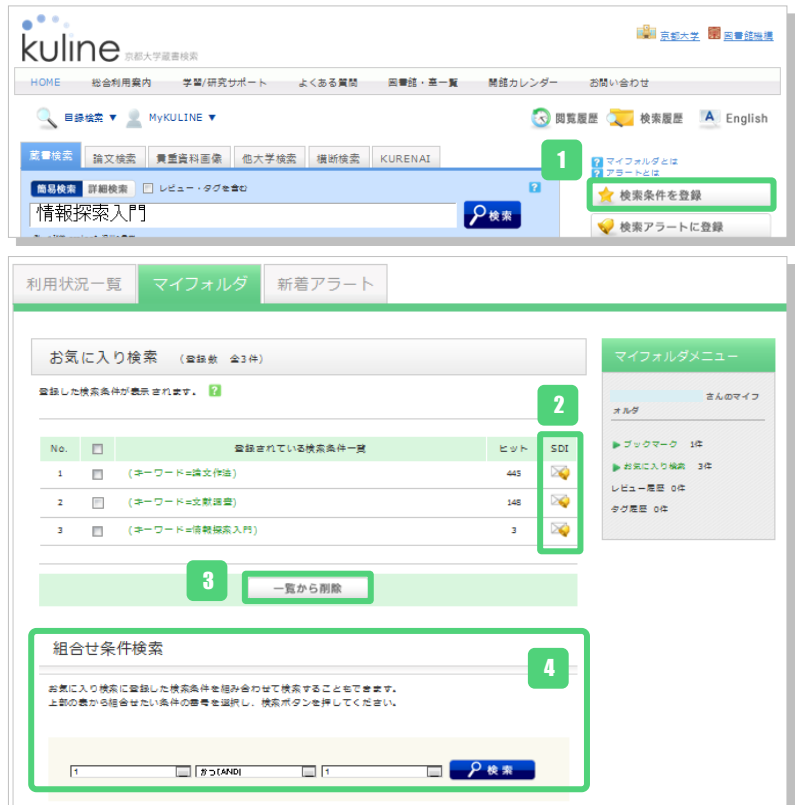 kuline 京都大学蔵書検索
京都大学 図書館機構
HOME 総合利用案内 学習/研究サポート よくある質問 図書館・室一覧 開館カレンダー お問い合わせ
目録検索 ▼ MyKULINE ▼ 閲覧履歴 検索履歴 English
蔵書検索 論文検索 貴重資料画像 他大学検索 横断検索 KURENAI
1
? マイフォルダとは
? アラートとは
簡易検索 詳細検索 レビュー・タグを含む ?
検索条件を登録
情報探索入門 検索
検索アラートに登録
利用状況一覧 マイフォルダ 新着アラート
お気に入り検索 (登録数 全3件)
マイフォルダメニュー
登録した検索条件が表示されます。 ?
さんのマイフ
ォルダ
2
No. 登録されている検索条件一覧 ヒット SDI
1 (キーワード=論文作法) 445
2 (キーワード=文献調査) 148
3 (キーワード=情報探索入門) 3
▶ブックマーク 1件
▶お気に入り検索 3件
レビュー履歴 0件
タグ履歴 0件
3
一覧から削除
組合せ条件検索
4
お気に入り検索に登録した検索条件を組み合わせて検索することもできます。
上部の表から組合せたい条件の番号を選択し、検索ボタンを押してください。
1 かつ[AND] 1 検索